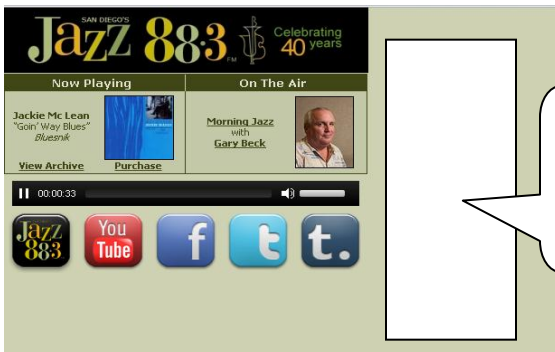 SAN DIEGO'S
Jazz 88.3 FM
Celebrating
40 years
Now Playing
On The Air
Jackie Mc Lean
"Goin' Way Blues"
Bluesnik
View Archive
Purchase
Morning Jazz
with
Gary Beck
00:00:33
Jazz
88.3
You
Tube
f
t
t.